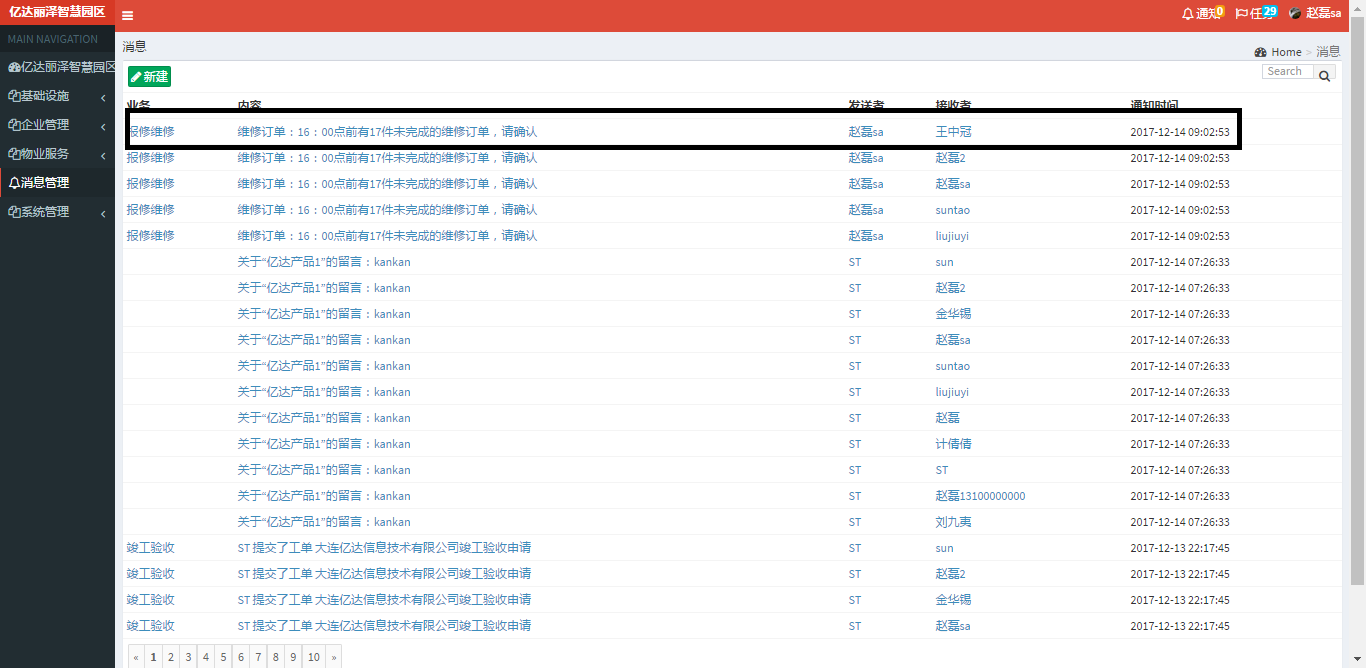 亿达丽泽智慧园区
通知 0 任务 29 赵磊sa
MAIN NAVIGATION
亿达丽泽智慧园区
基础设施
企业管理
物业服务
消息管理
系统管理
消息
Home > 消息
新建
Search
业务 内容 发送者 接收者 通知时间
报修维修 维修订单：16：00点前有17件未完成的维修订单，请确认 赵磊sa 王中冠 2017-12-14 09:02:53
报修维修 维修订单：16：00点前有17件未完成的维修订单，请确认 赵磊sa 赵磊2 2017-12-14 09:02:53
报修维修 维修订单：16：00点前有17件未完成的维修订单，请确认 赵磊sa 赵磊sa 2017-12-14 09:02:53
报修维修 维修订单：16：00点前有17件未完成的维修订单，请确认 赵磊sa suntao 2017-12-14 09:02:53
报修维修 维修订单：16：00点前有17件未完成的维修订单，请确认 赵磊sa liujiuyi 2017-12-14 09:02:53
关于“亿达产品1”的留言：kankan ST sun 2017-12-14 07:26:33
关于“亿达产品1”的留言：kankan ST 赵磊2 2017-12-14 07:26:33
关于“亿达产品1”的留言：kankan ST 金华锡 2017-12-14 07:26:33
关于“亿达产品1”的留言：kankan ST 赵磊sa 2017-12-14 07:26:33
关于“亿达产品1”的留言：kankan ST suntao 2017-12-14 07:26:33
关于“亿达产品1”的留言：kankan ST liujiuyi 2017-12-14 07:26:33
关于“亿达产品1”的留言：kankan ST 赵磊 2017-12-14 07:26:33
关于“亿达产品1”的留言：kankan ST 计倩倩 2017-12-14 07:26:33
关于“亿达产品1”的留言：kankan ST ST 2017-12-14 07:26:33
关于“亿达产品1”的留言：kankan ST 赵磊13100000000 2017-12-14 07:26:33
关于“亿达产品1”的留言：kankan ST 刘九夷 2017-12-14 07:26:33
竣工验收 ST 提交了工单 大连亿达信息技术有限公司竣工验收申请 ST sun 2017-12-13 22:17:45
竣工验收 ST 提交了工单 大连亿达信息技术有限公司竣工验收申请 ST 赵磊2 2017-12-13 22:17:45
竣工验收 ST 提交了工单 大连亿达信息技术有限公司竣工验收申请 ST 金华锡 2017-12-13 22:17:45
竣工验收 ST 提交了工单 大连亿达信息技术有限公司竣工验收申请 ST 赵磊sa 2017-12-13 22:17:45
« 1 2 3 4 5 6 7 8 9 10 »